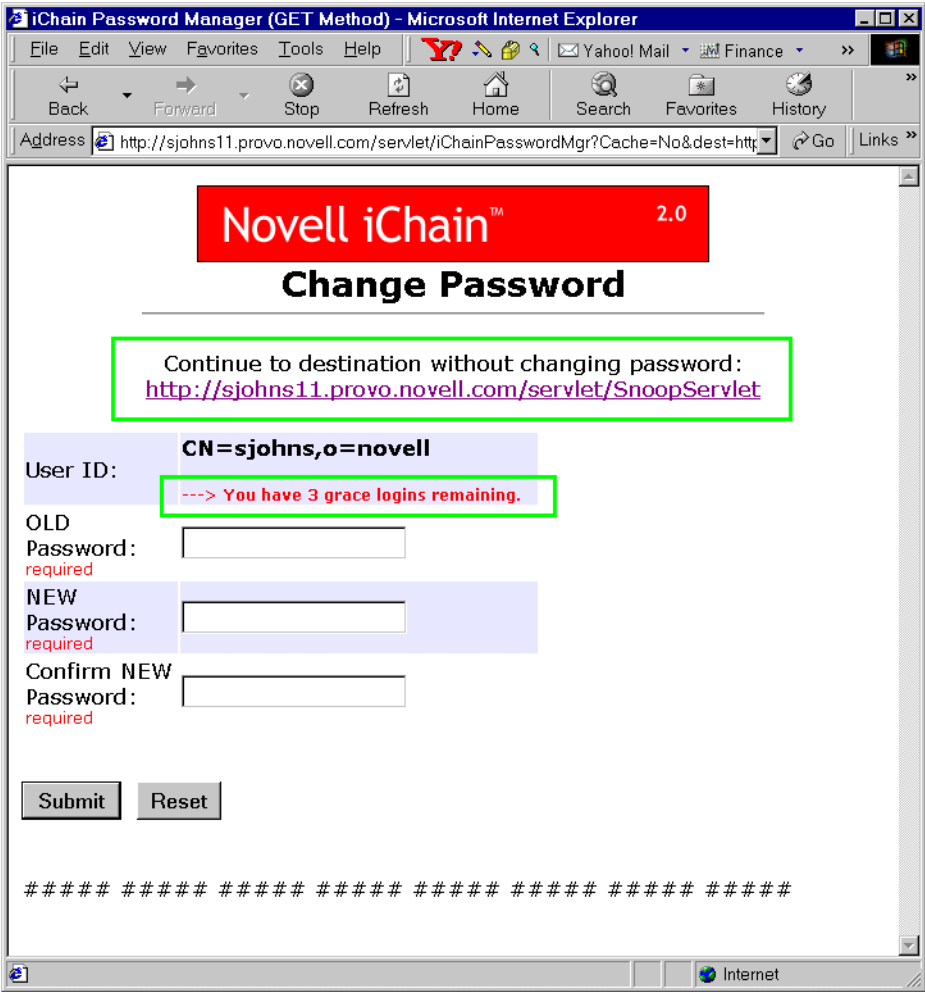 iChain Password Manager (GET Method) - Microsoft Internet Explorer
File Edit View Favorites Tools Help Y! Yahoo! Mail Finance »
Back Forward Stop Refresh Home Search Favorites History »
Address http://sjohns11.provo.novell.com/servlet/iChainPasswordMgr?Cache=No&dest=http Go Links »
Novell iChain™ 2.0
Change Password
Continue to destination without changing password:
http://sjohns11.provo.novell.com/servlet/SnoopServlet
CN=sjohns,o=novell
User ID:
---> You have 3 grace logins remaining.
OLD
Password:
required
NEW
Password:
required
Confirm NEW
Password:
required
Submit Reset
##### ##### ##### ##### ##### ##### ##### #####
Internet